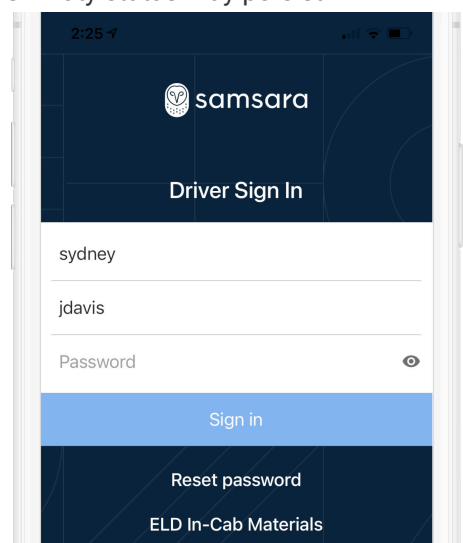 2:25
samsara
Driver Sign In
sydney
jdavis
Password
Sign in
Reset password
ELD In-Cab Materials